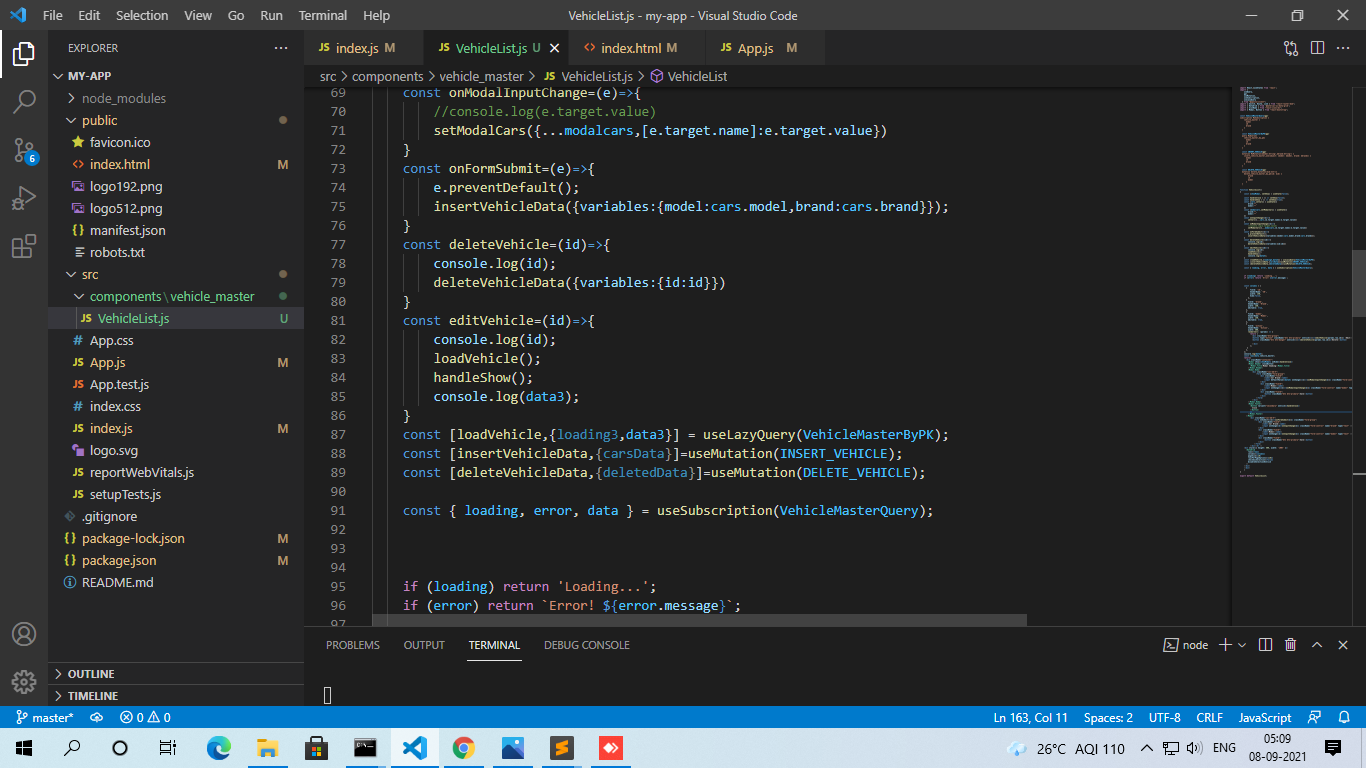 File Edit Selection View Go Run Terminal Help
VehicleList.js - my-app - Visual Studio Code
EXPLORER
MY-APP
node_modules
public
favicon.ico
index.html M
logo192.png
logo512.png
manifest.json
robots.txt
src
components\vehicle_master
JS VehicleList.js U
# App.css
JS App.js M
JS App.test.js
# index.css
JS index.js M
logo.svg
JS reportWebVitals.js
JS setupTests.js
.gitignore
{} package-lock.json M
{} package.json M
README.md
OUTLINE
TIMELINE
6
JS index.js M
JS VehicleList.js U
<> index.html M
JS App.js M
src > components > vehicle_master > JS VehicleList.js > VehicleList
69 const onModalInputChange=(e)=>{
70 //console.log(e.target.value)
71 setModalCars({...modalcars,[e.target.name]:e.target.value})
72 }
73 const onFormSubmit=(e)=>{
74 e.preventDefault();
75 insertVehicleData({variables:{model:cars.model,brand:cars.brand}});
76 }
77 const deleteVehicle=(id)=>{
78 console.log(id);
79 deleteVehicleData({variables:{id:id}})
80 }
81 const editVehicle=(id)=>{
82 console.log(id);
83 loadVehicle();
84 handleShow();
85 console.log(data3);
86 }
87 const [loadVehicle,{loading3,data3}] = useLazyQuery(VehicleMasterByPK);
88 const [insertVehicleData,{carsData}]=useMutation(INSERT_VEHICLE);
89 const [deleteVehicleData,{deletedData}]=useMutation(DELETE_VEHICLE);
90
91 const { loading, error, data } = useSubscription(VehicleMasterQuery);
92
93
94
95 if (loading) return 'Loading...';
96 if (error) return `Error! ${error.message}`;
97
PROBLEMS OUTPUT TERMINAL DEBUG CONSOLE
node
master* 0 0
Ln 163, Col 11 Spaces: 2 UTF-8 CRLF JavaScript
26°C AQI 110
ENG
05:09
08-09-2021